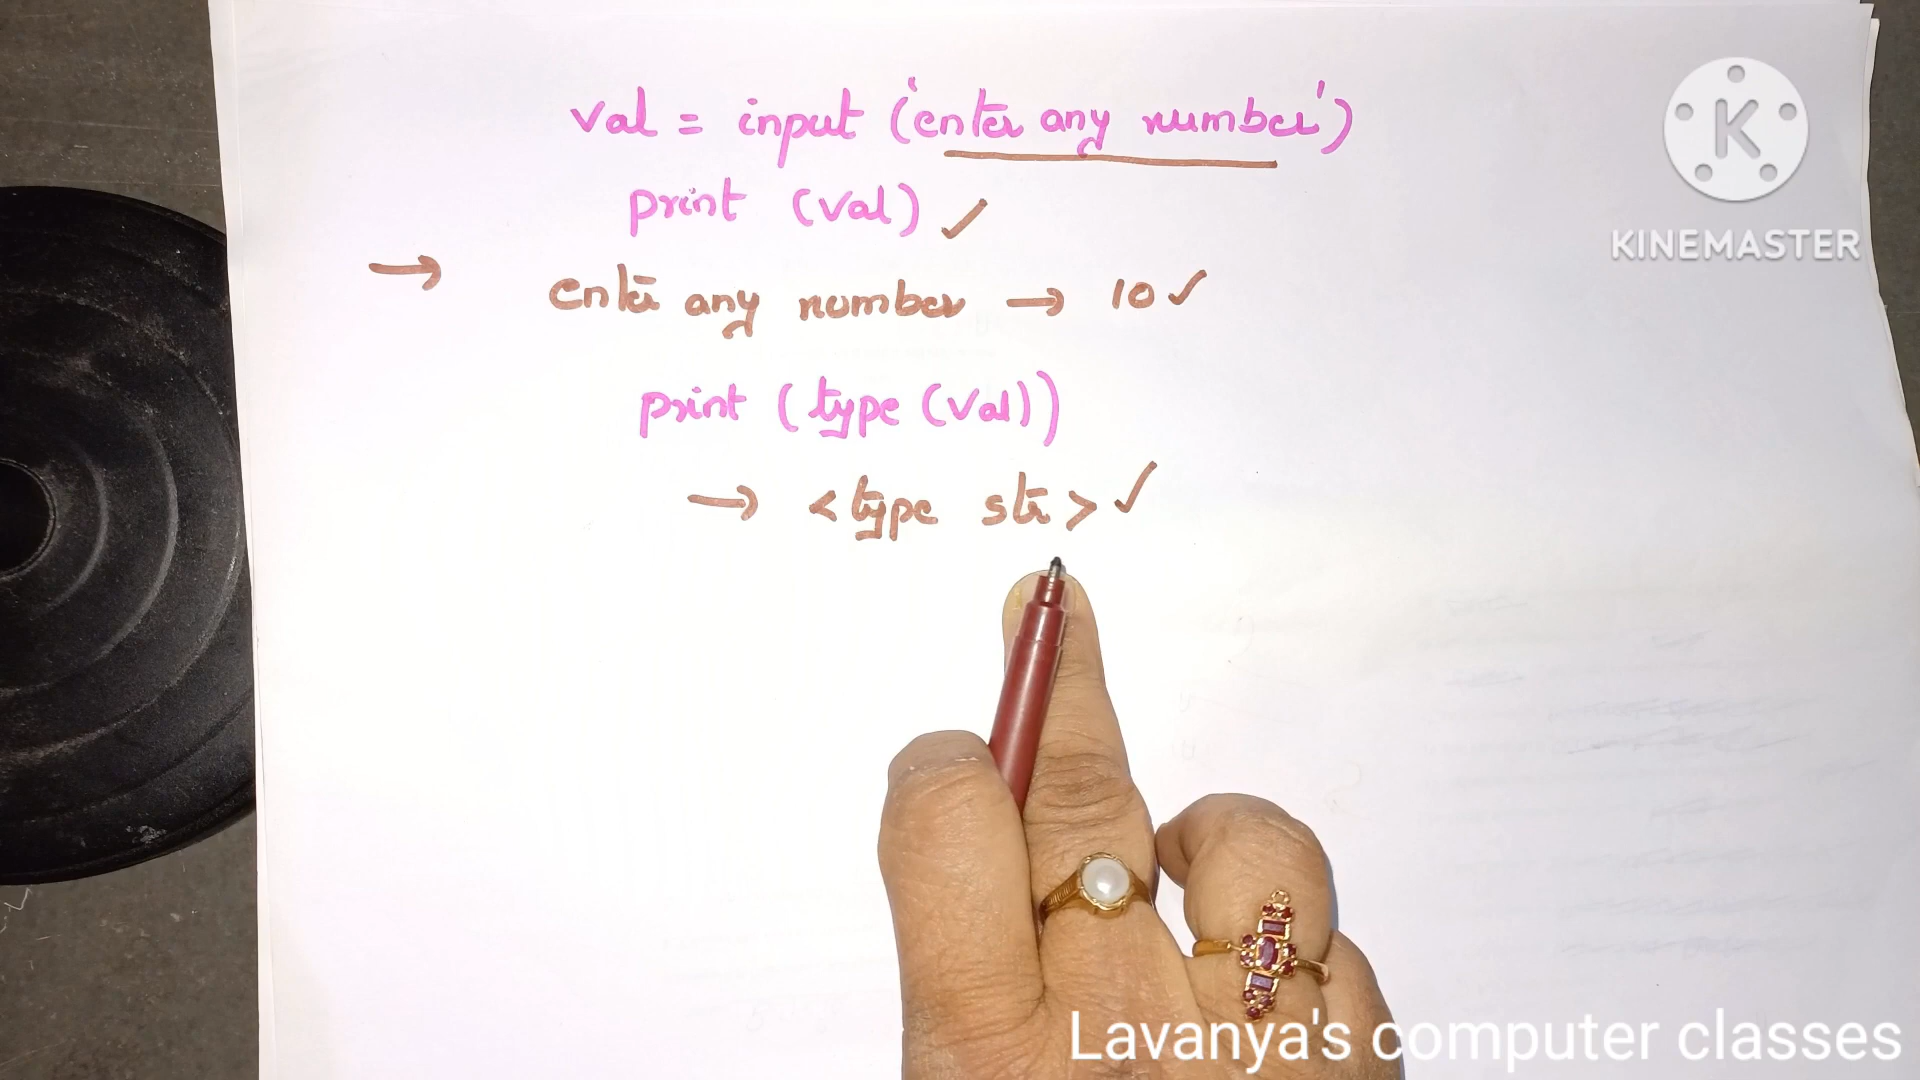 val = input ('enter any number')
print (val) ✓
→ enter any number → 10 ✓
print (type (val))
→ <type str> ✓
K
KINEMASTER
Lavanya's computer classes